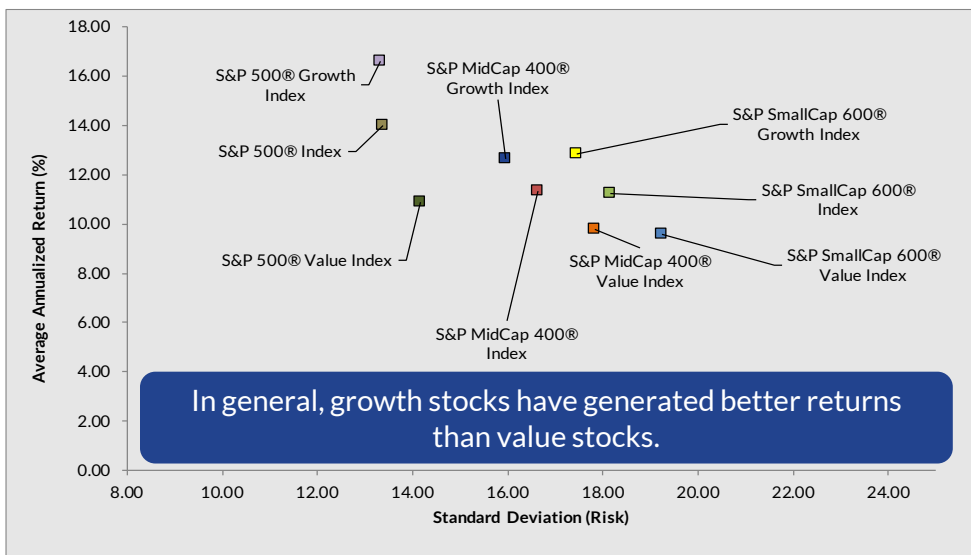 18.00
16.00
14.00
12.00
10.00
8.00
6.00
4.00
2.00
0.00
Average Annualized Return (%)
S&P 500® Growth
Index
S&P MidCap 400®
Growth Index
S&P SmallCap 600®
Growth Index
S&P 500® Index
S&P SmallCap 600®
Index
S&P 500® Value Index
S&P MidCap 400®
Value Index
S&P SmallCap 600®
Value Index
S&P MidCap 400®
Index
In general, growth stocks have generated better returns
than value stocks.
8.00 10.00 12.00 14.00 16.00 18.00 20.00 22.00 24.00
Standard Deviation (Risk)